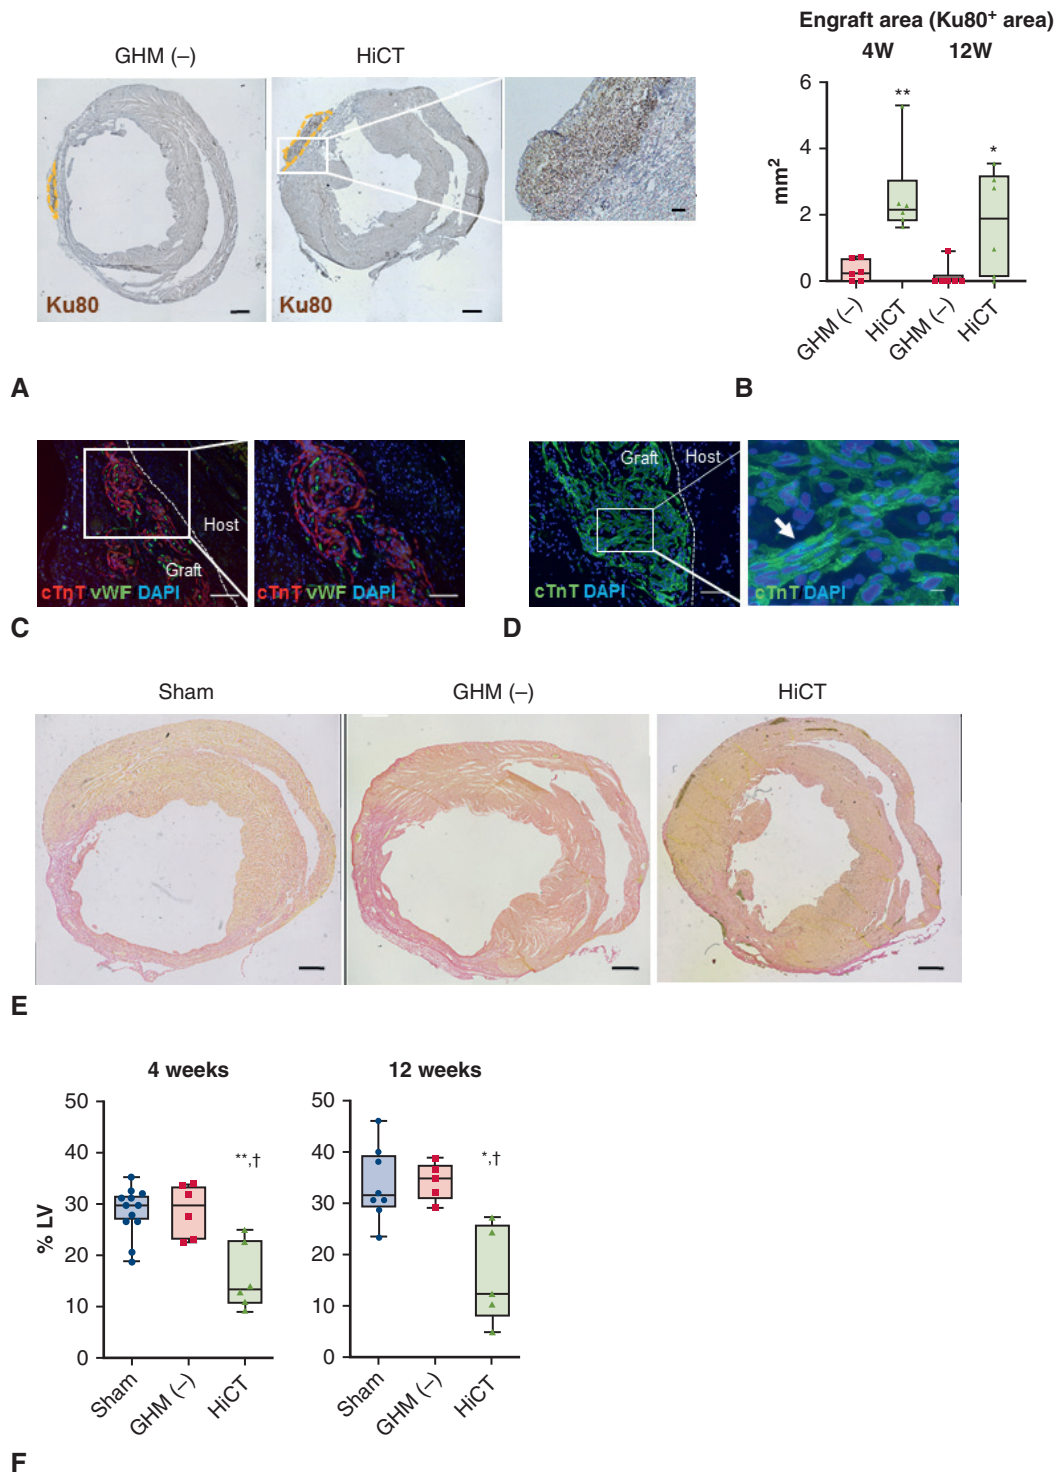 GHM (–)
HiCT
Ku80
Ku80
A
Engraft area (Ku80+ area)
4W 12W
mm2
6
4
2
0
**
*
GHM (–)
HiCT
GHM (–)
HiCT
B
Host
Graft
cTnT vWF DAPI
cTnT vWF DAPI
C
Graft
Host
cTnT DAPI
cTnT DAPI
D
Sham
GHM (–)
HiCT
E
4 weeks
% LV
50
40
30
20
10
0
**,†
Sham
GHM (–)
HiCT
12 weeks
50
40
30
20
10
0
*,†
Sham
GHM (–)
HiCT
F